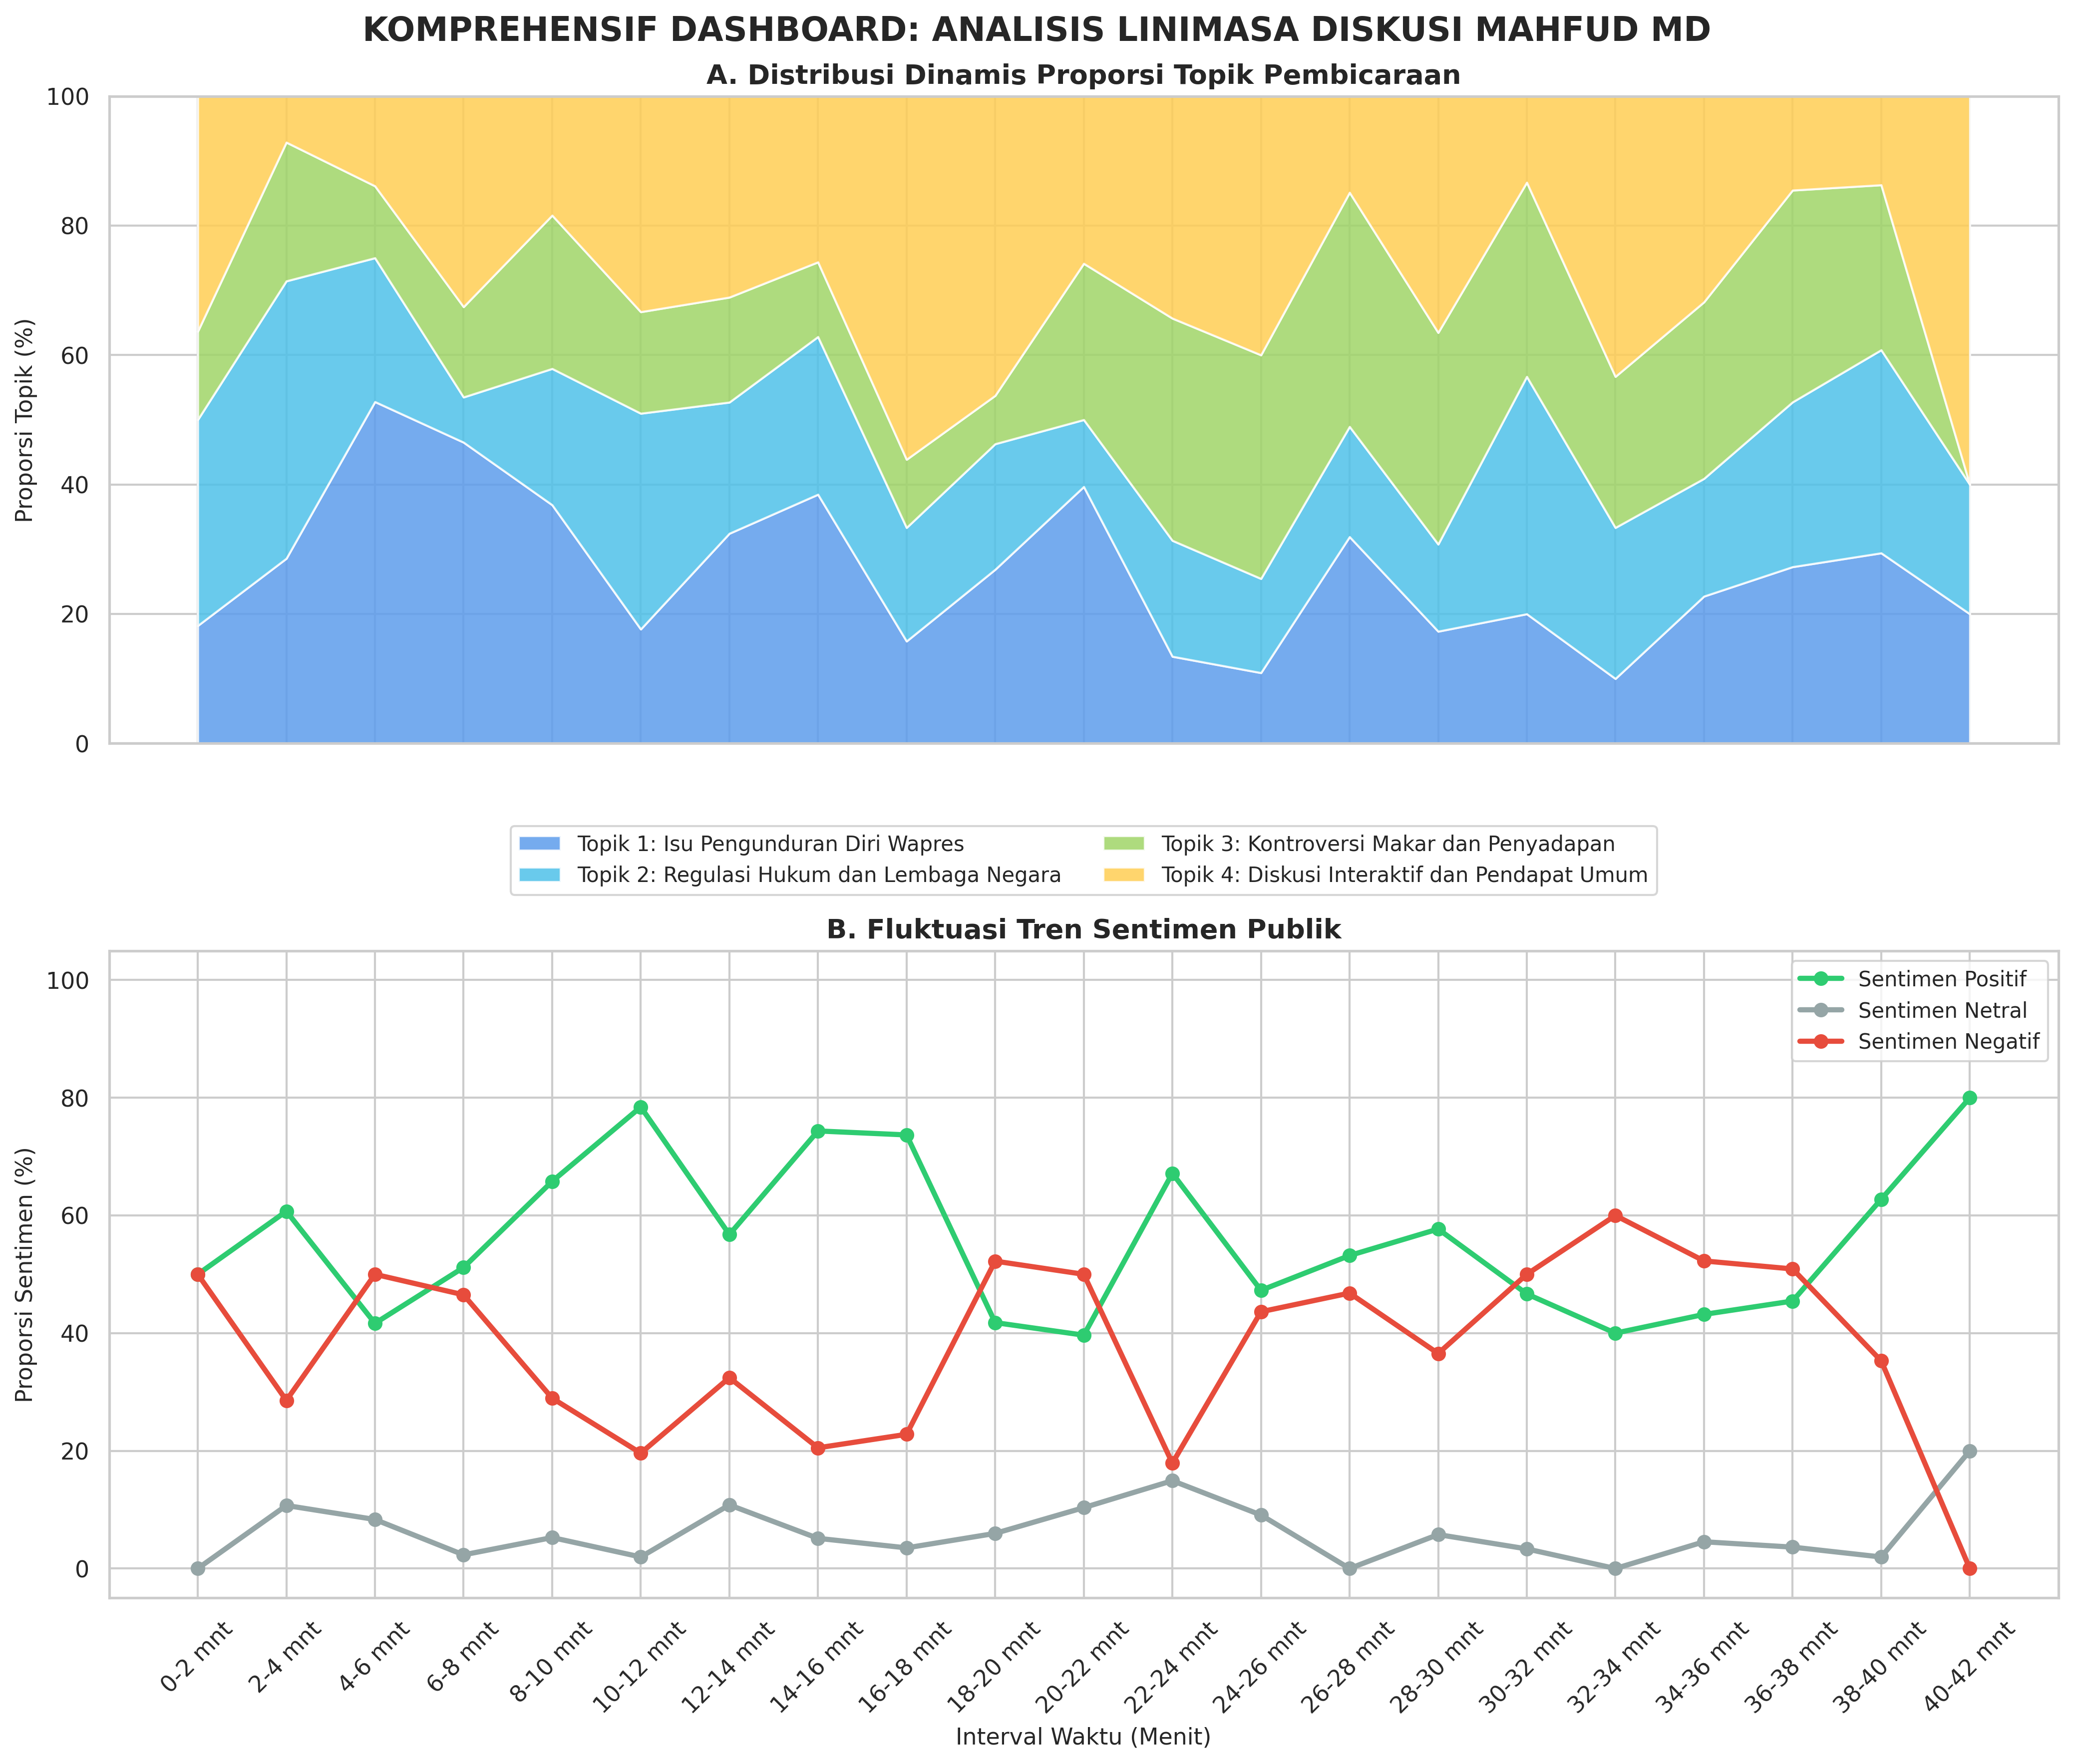 KOMPREHENSIF DASHBOARD: ANALISIS LINIMASA DISKUSI MAHFUD MD
A. Distribusi Dinamis Proporsi Topik Pembicaraan
Proporsi Topik (%)
100
80
60
40
20
0
Topik 1: Isu Pengunduran Diri Wapres
Topik 2: Regulasi Hukum dan Lembaga Negara
Topik 3: Kontroversi Makar dan Penyadapan
Topik 4: Diskusi Interaktif dan Pendapat Umum
B. Fluktuasi Tren Sentimen Publik
Proporsi Sentimen (%)
100
80
60
40
20
0
Sentimen Positif
Sentimen Netral
Sentimen Negatif
0-2 mnt
2-4 mnt
4-6 mnt
6-8 mnt
8-10 mnt
10-12 mnt
12-14 mnt
14-16 mnt
16-18 mnt
18-20 mnt
20-22 mnt
22-24 mnt
24-26 mnt
26-28 mnt
28-30 mnt
30-32 mnt
32-34 mnt
34-36 mnt
36-38 mnt
38-40 mnt
40-42 mnt
Interval Waktu (Menit)